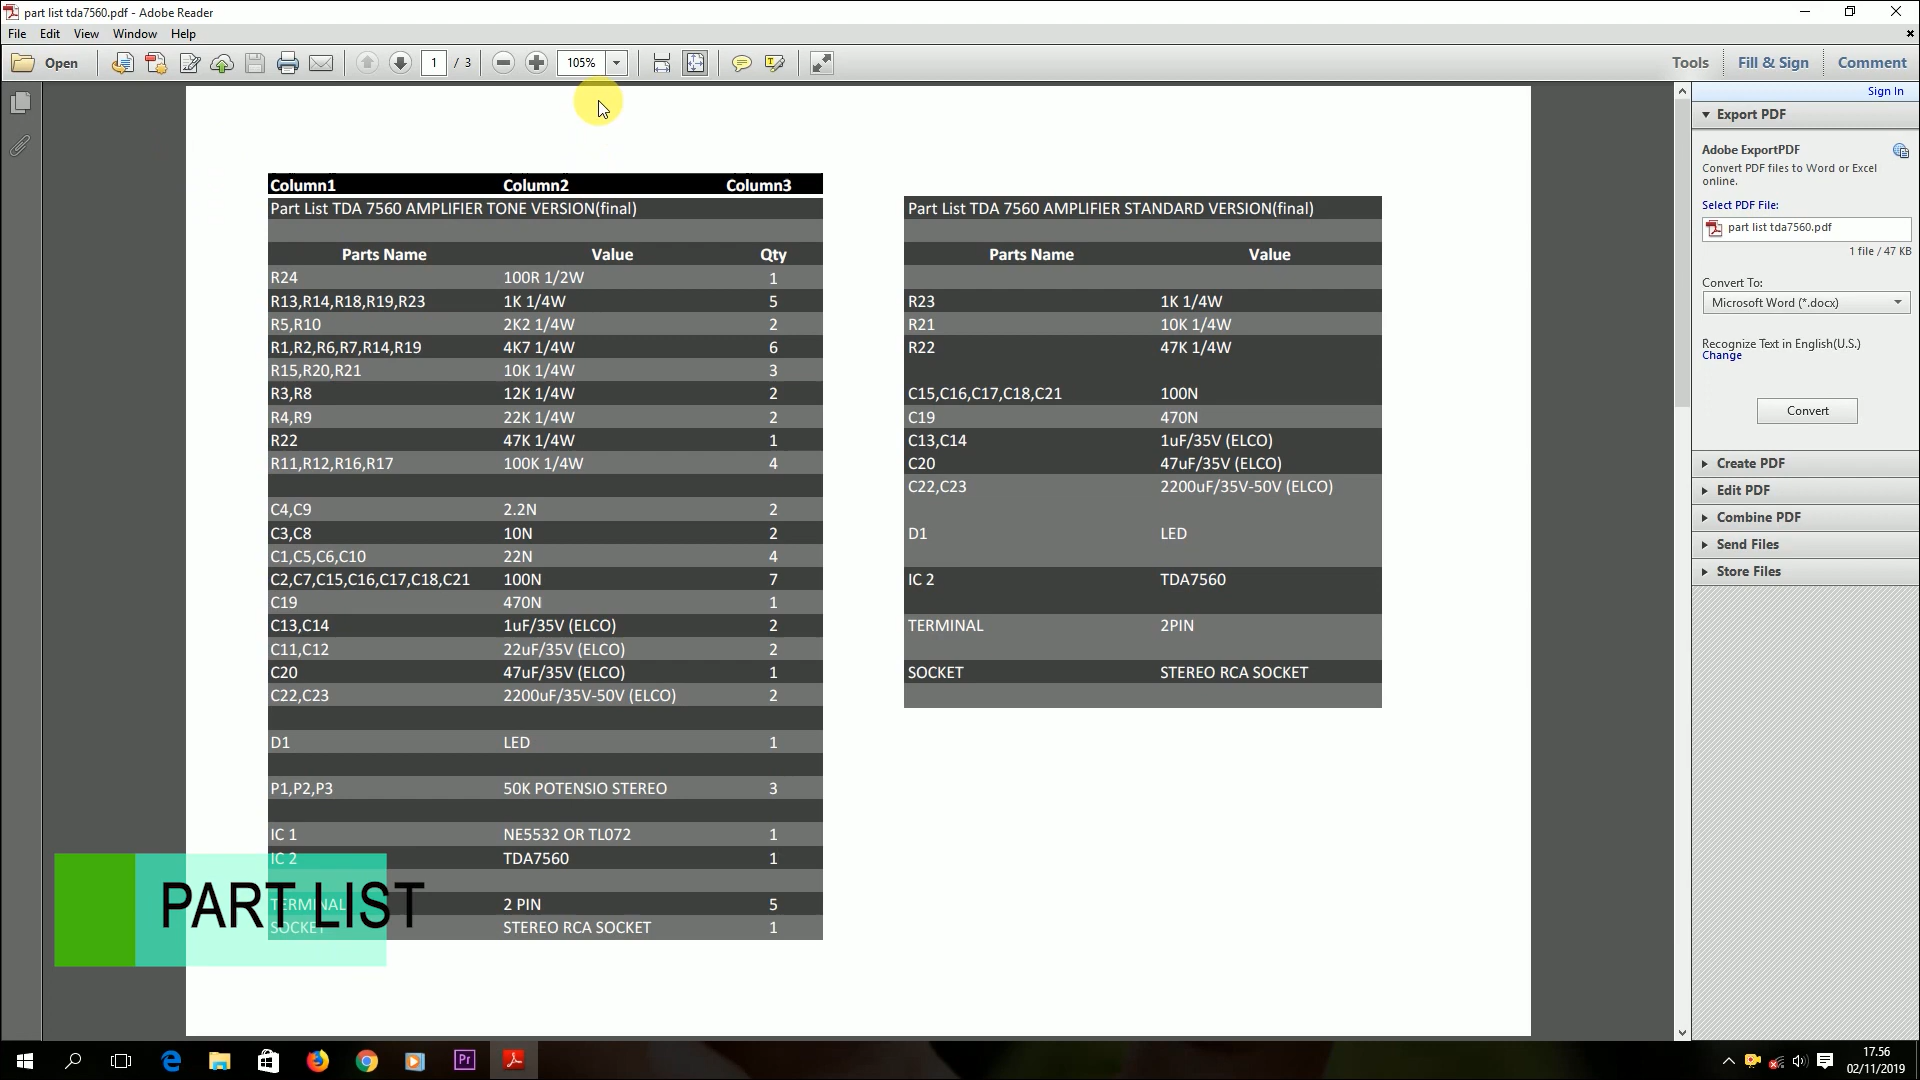 part list tda7560.pdf - Adobe Reader
File Edit View Window Help
Open 1 / 3 105% Tools Fill & Sign Comment
Sign In
Export PDF
Adobe ExportPDF
Convert PDF files to Word or Excel
online.
Select PDF File:
part list tda7560.pdf
1 file / 47 KB
Convert To:
Microsoft Word (*.docx)
Recognize Text in English(U.S.)
Change
Convert
Create PDF
Edit PDF
Combine PDF
Send Files
Store Files
Column1 Column2 Column3
Part List TDA 7560 AMPLIFIER TONE VERSION(final)
Parts Name Value Qty
R24 100R 1/2W 1
R13,R14,R18,R19,R23 1K 1/4W 5
R5,R10 2K2 1/4W 2
R1,R2,R6,R7,R14,R19 4K7 1/4W 6
R15,R20,R21 10K 1/4W 3
R3,R8 12K 1/4W 2
R4,R9 22K 1/4W 2
R22 47K 1/4W 1
R11,R12,R16,R17 100K 1/4W 4
C4,C9 2.2N 2
C3,C8 10N 2
C1,C5,C6,C10 22N 4
C2,C7,C15,C16,C17,C18,C21 100N 7
C19 470N 1
C13,C14 1uF/35V (ELCO) 2
C11,C12 22uF/35V (ELCO) 2
C20 47uF/35V (ELCO) 1
C22,C23 2200uF/35V-50V (ELCO) 2
D1 LED 1
P1,P2,P3 50K POTENSIO STEREO 3
IC 1 NE5532 OR TL072 1
IC 2 TDA7560 1
TERMINAL 2 PIN 5
SOCKET STEREO RCA SOCKET 1
Part List TDA 7560 AMPLIFIER STANDARD VERSION(final)
Parts Name Value
R23 1K 1/4W
R21 10K 1/4W
R22 47K 1/4W
C15,C16,C17,C18,C21 100N
C19 470N
C13,C14 1uF/35V (ELCO)
C20 47uF/35V (ELCO)
C22,C23 2200uF/35V-50V (ELCO)
D1 LED
IC 2 TDA7560
TERMINAL 2PIN
SOCKET STEREO RCA SOCKET
PART LIST
Pr
17.56
02/11/2019